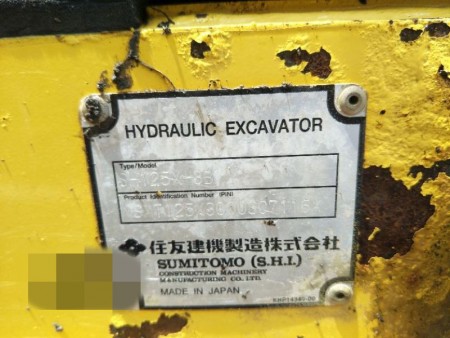 HYDRAULIC EXCAVATOR
Type/Model
Product Identification Number (PIN)
住友建機製造株式会社
SUMITOMO (S.H.I.)
CONSTRUCTION MACHINERY
MANUFACTURING CO., LTD.
MADE IN JAPAN